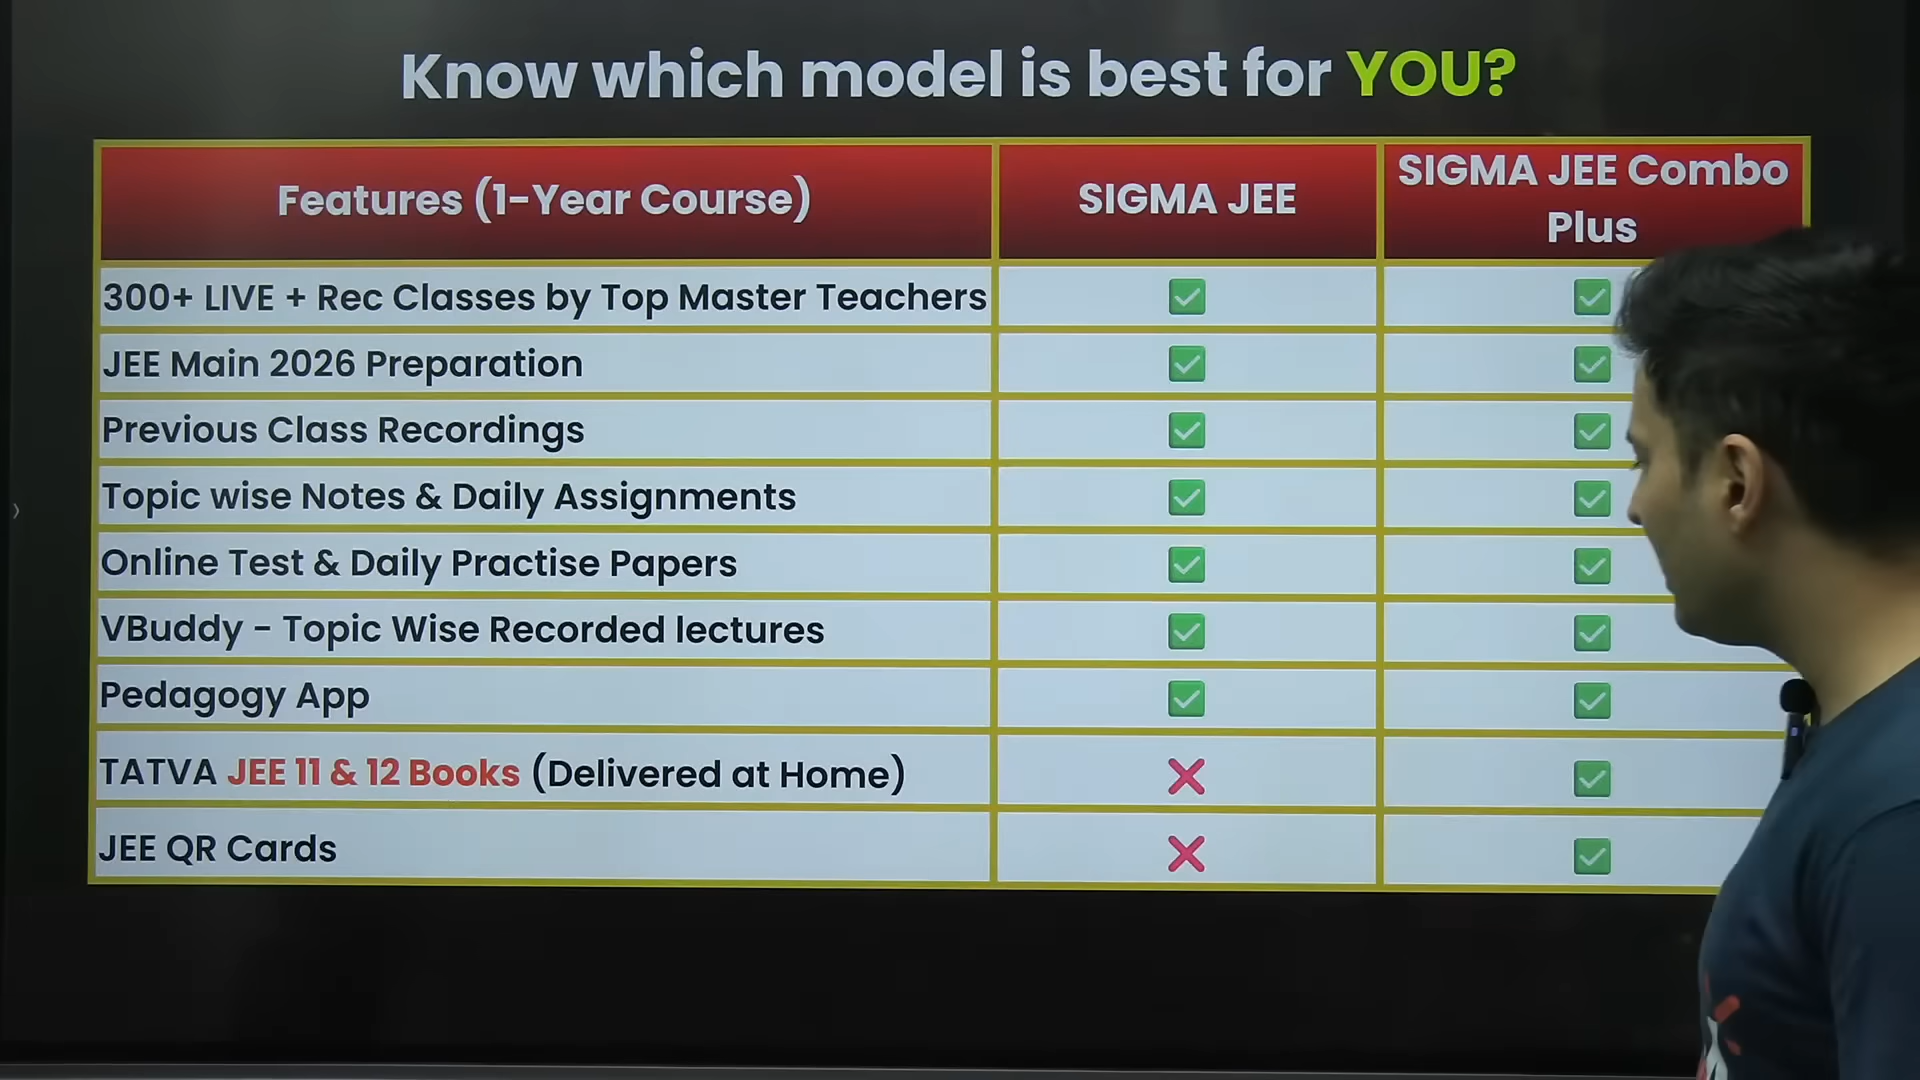 Know which model is best for YOU?
Features (1-Year Course)
SIGMA JEE
SIGMA JEE Combo
Plus
300+ LIVE + Rec Classes by Top Master Teachers
JEE Main 2026 Preparation
Previous Class Recordings
Topic wise Notes & Daily Assignments
Online Test & Daily Practise Papers
VBuddy - Topic Wise Recorded lectures
Pedagogy App
TATVA JEE 11 & 12 Books (Delivered at Home)
JEE QR Cards